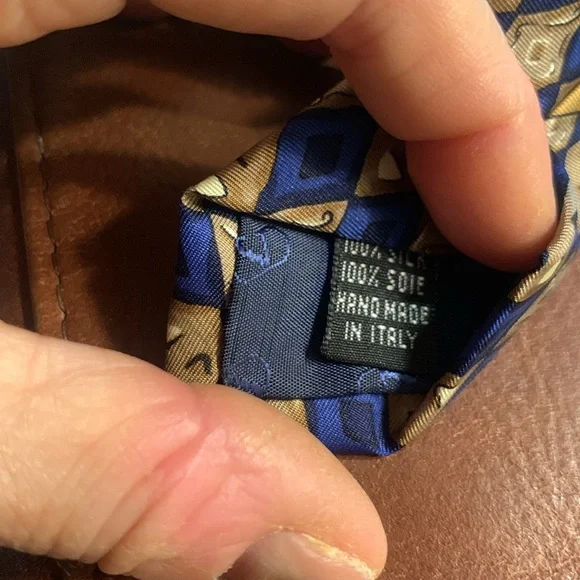 100% SILK
100% SOIE
HAND MADE
IN ITALY